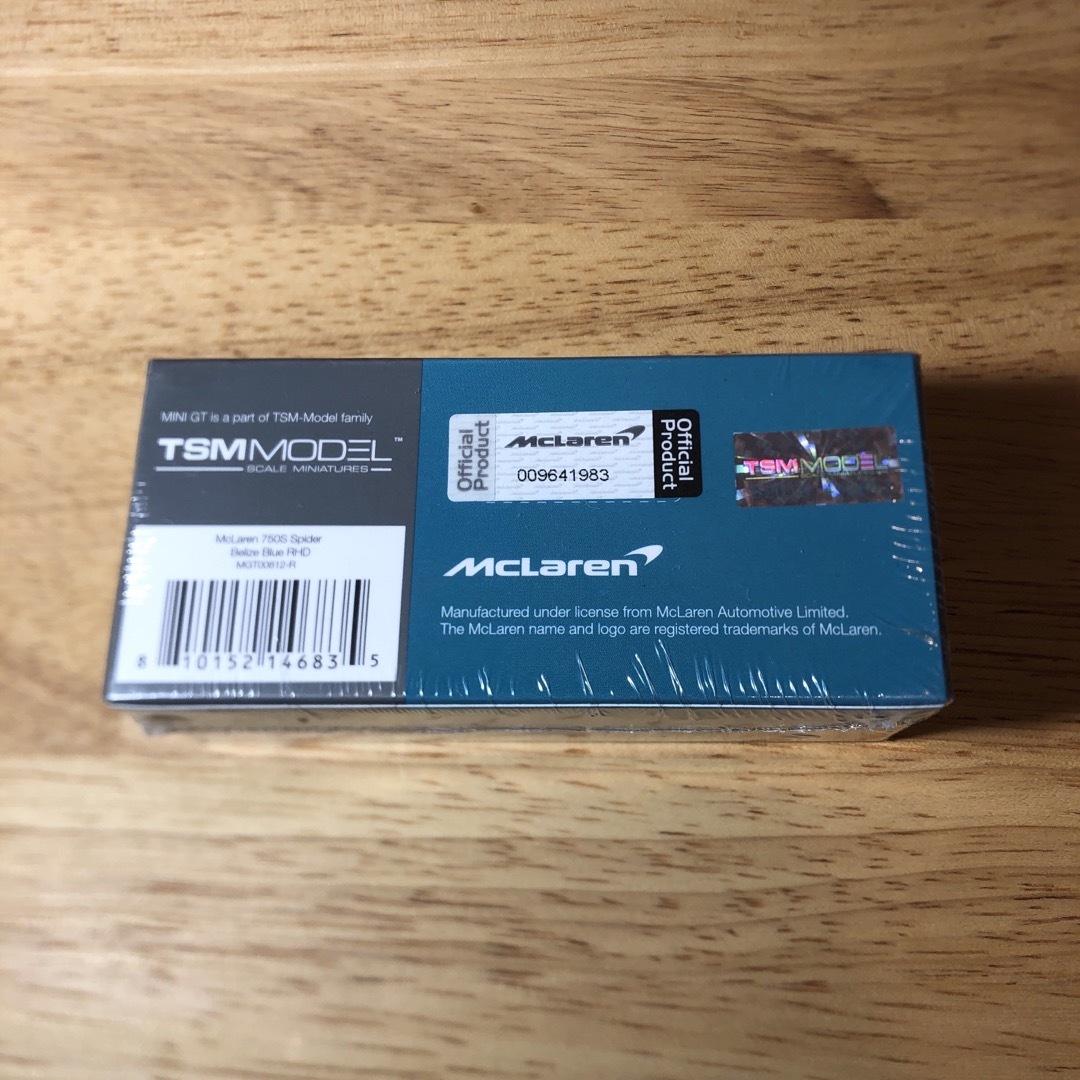 MINI GT is a part of TSM-Model family
TSMMODEL™
SCALE MINIATURES
McLaren 750S Spider
Belize Blue RHD
MGT00812-R
8 10152 14683 5
Official
Product
McLaren
009641983
Official
Product
TSMMODEL
McLaren
Manufactured under license from McLaren Automotive Limited.
The McLaren name and logo are registered trademarks of McLaren.